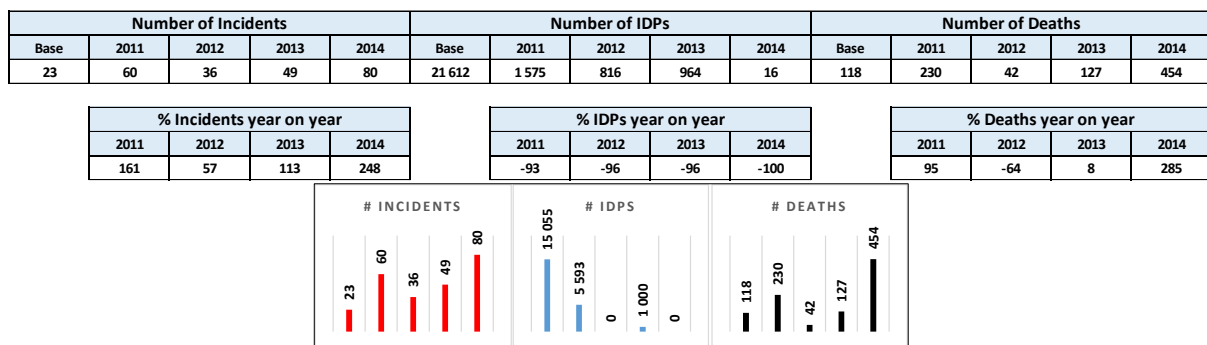 Number of Incidents Number of IDPs Number of Deaths
Base 2011 2012 2013 2014 Base 2011 2012 2013 2014 Base 2011 2012 2013 2014
23 60 36 49 80 21 612 1 575 816 964 16 118 230 42 127 454
% Incidents year on year % IDPs year on year % Deaths year on year
2011 2012 2013 2014 2011 2012 2013 2014 2011 2012 2013 2014
161 57 113 248 -93 -96 -96 -100 95 -64 8 285
# INCIDENTS
23
60
36
49
80
# IDPS
15 055
5 593
0
1 000
0
# DEATHS
118
230
42
127
454